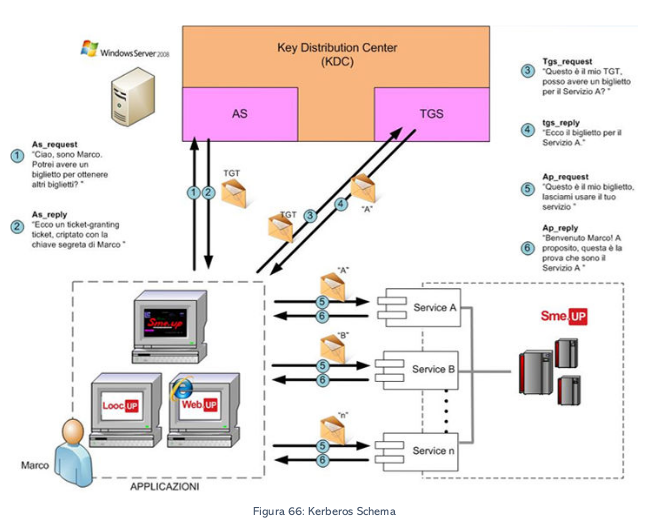 Key Distribution Center
(KDC)
WindowsServer 2008
AS
TGS
As_request
1
"Ciao, sono Marco.
Potrei avere un
biglietto per ottenere
altri biglietti? "
As_reply
2
"Ecco un ticket-granting
ticket, criptato con la
chiave segreta di Marco "
Tgs_request
3
"Questo è il mio TGT,
posso avere un biglietto
per il Servizio A? "
tgs_reply
4
"Ecco il biglietto per il
Servizio A."
Ap_request
5
"Questo è il mio biglietto,
lasciami usare il tuo
servizio "
Ap_reply
6
"Benvenuto Marco! A
proposito, questa è la
prova che sono il
Servizio A "
1
2
TGT
TGT
3
4
"A"
"A"
5
6
Service A
"B"
5
6
Service B
"n"
5
6
Service n
Sme.UP
Sme.up
Looc.UP
Web.UP
Marco
APPLICAZIONI
Figura 66: Kerberos Schema